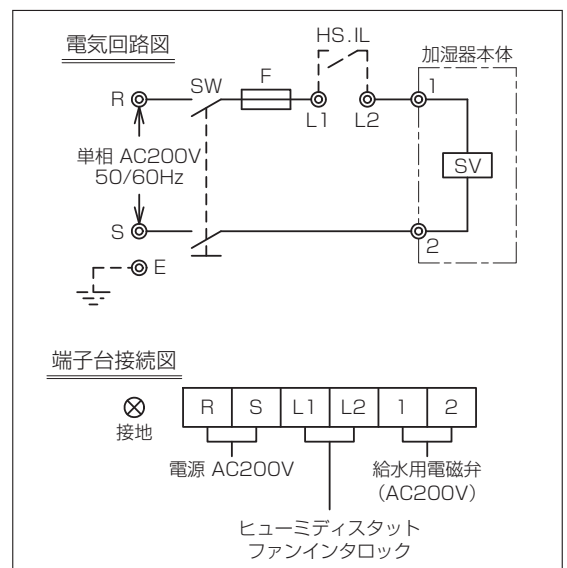 電気回路図
HS.IL
加湿器本体
R
SW
F
L1
L2
1
単相 AC200V
50/60Hz
SV
S
2
E
端子台接続図
接地
R S L1 L2 1 2
電源 AC200V
給水用電磁弁
(AC200V)
ヒューミディスタット
ファンインタロック